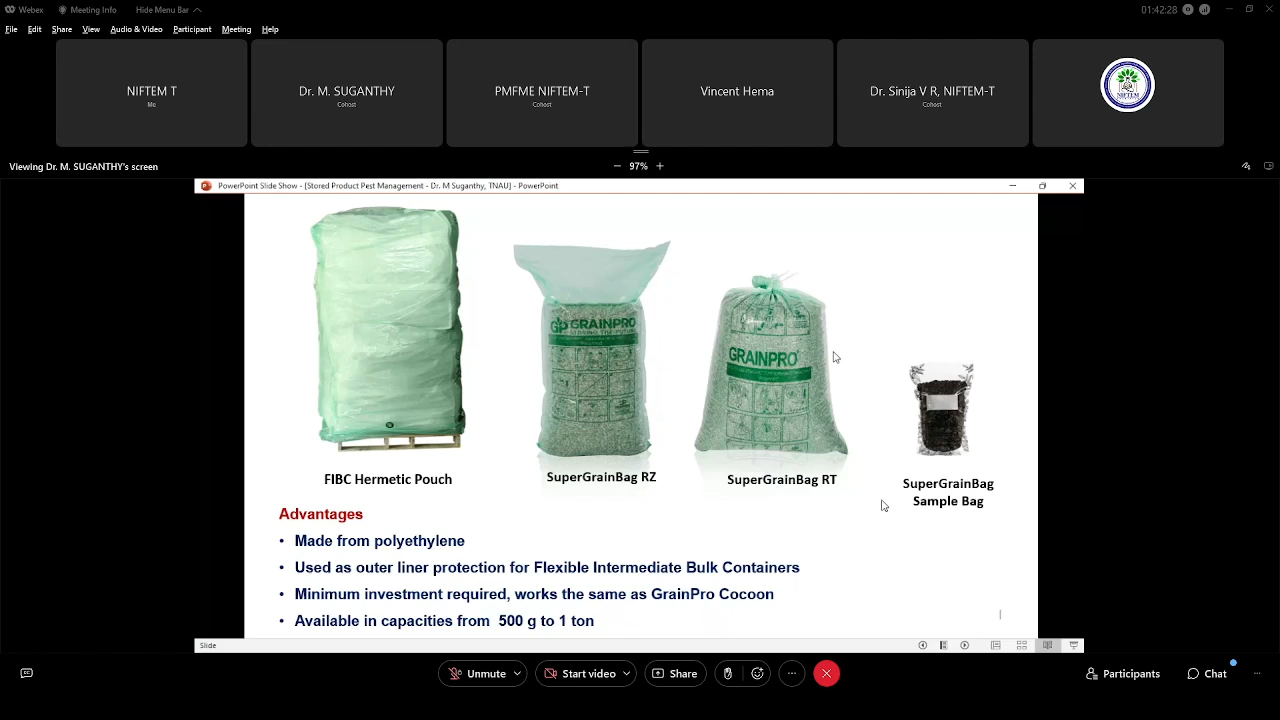 Webex
Meeting Info
Hide Menu Bar
01:42:28
File Edit Share View Audio & Video Participant Meeting Help
NIFTEM T
Me
Dr. M. SUGANTHY
Cohost
PMFME NIFTEM-T
Cohost
Vincent Hema
Dr. Sinija V R, NIFTEM-T
Cohost
NIFTEM
Viewing Dr. M. SUGANTHY's screen
97%
PowerPoint Slide Show - [Stored Product Pest Management - Dr. M Suganthy, TNAU] - PowerPoint
GP GRAINPRO
GRAINPRO
FIBC Hermetic Pouch
SuperGrainBag RZ
SuperGrainBag RT
SuperGrainBag
Sample Bag
Advantages
• Made from polyethylene
• Used as outer liner protection for Flexible Intermediate Bulk Containers
• Minimum investment required, works the same as GrainPro Cocoon
• Available in capacities from 500 g to 1 ton
Slide
Unmute
Start video
Share
Participants
Chat